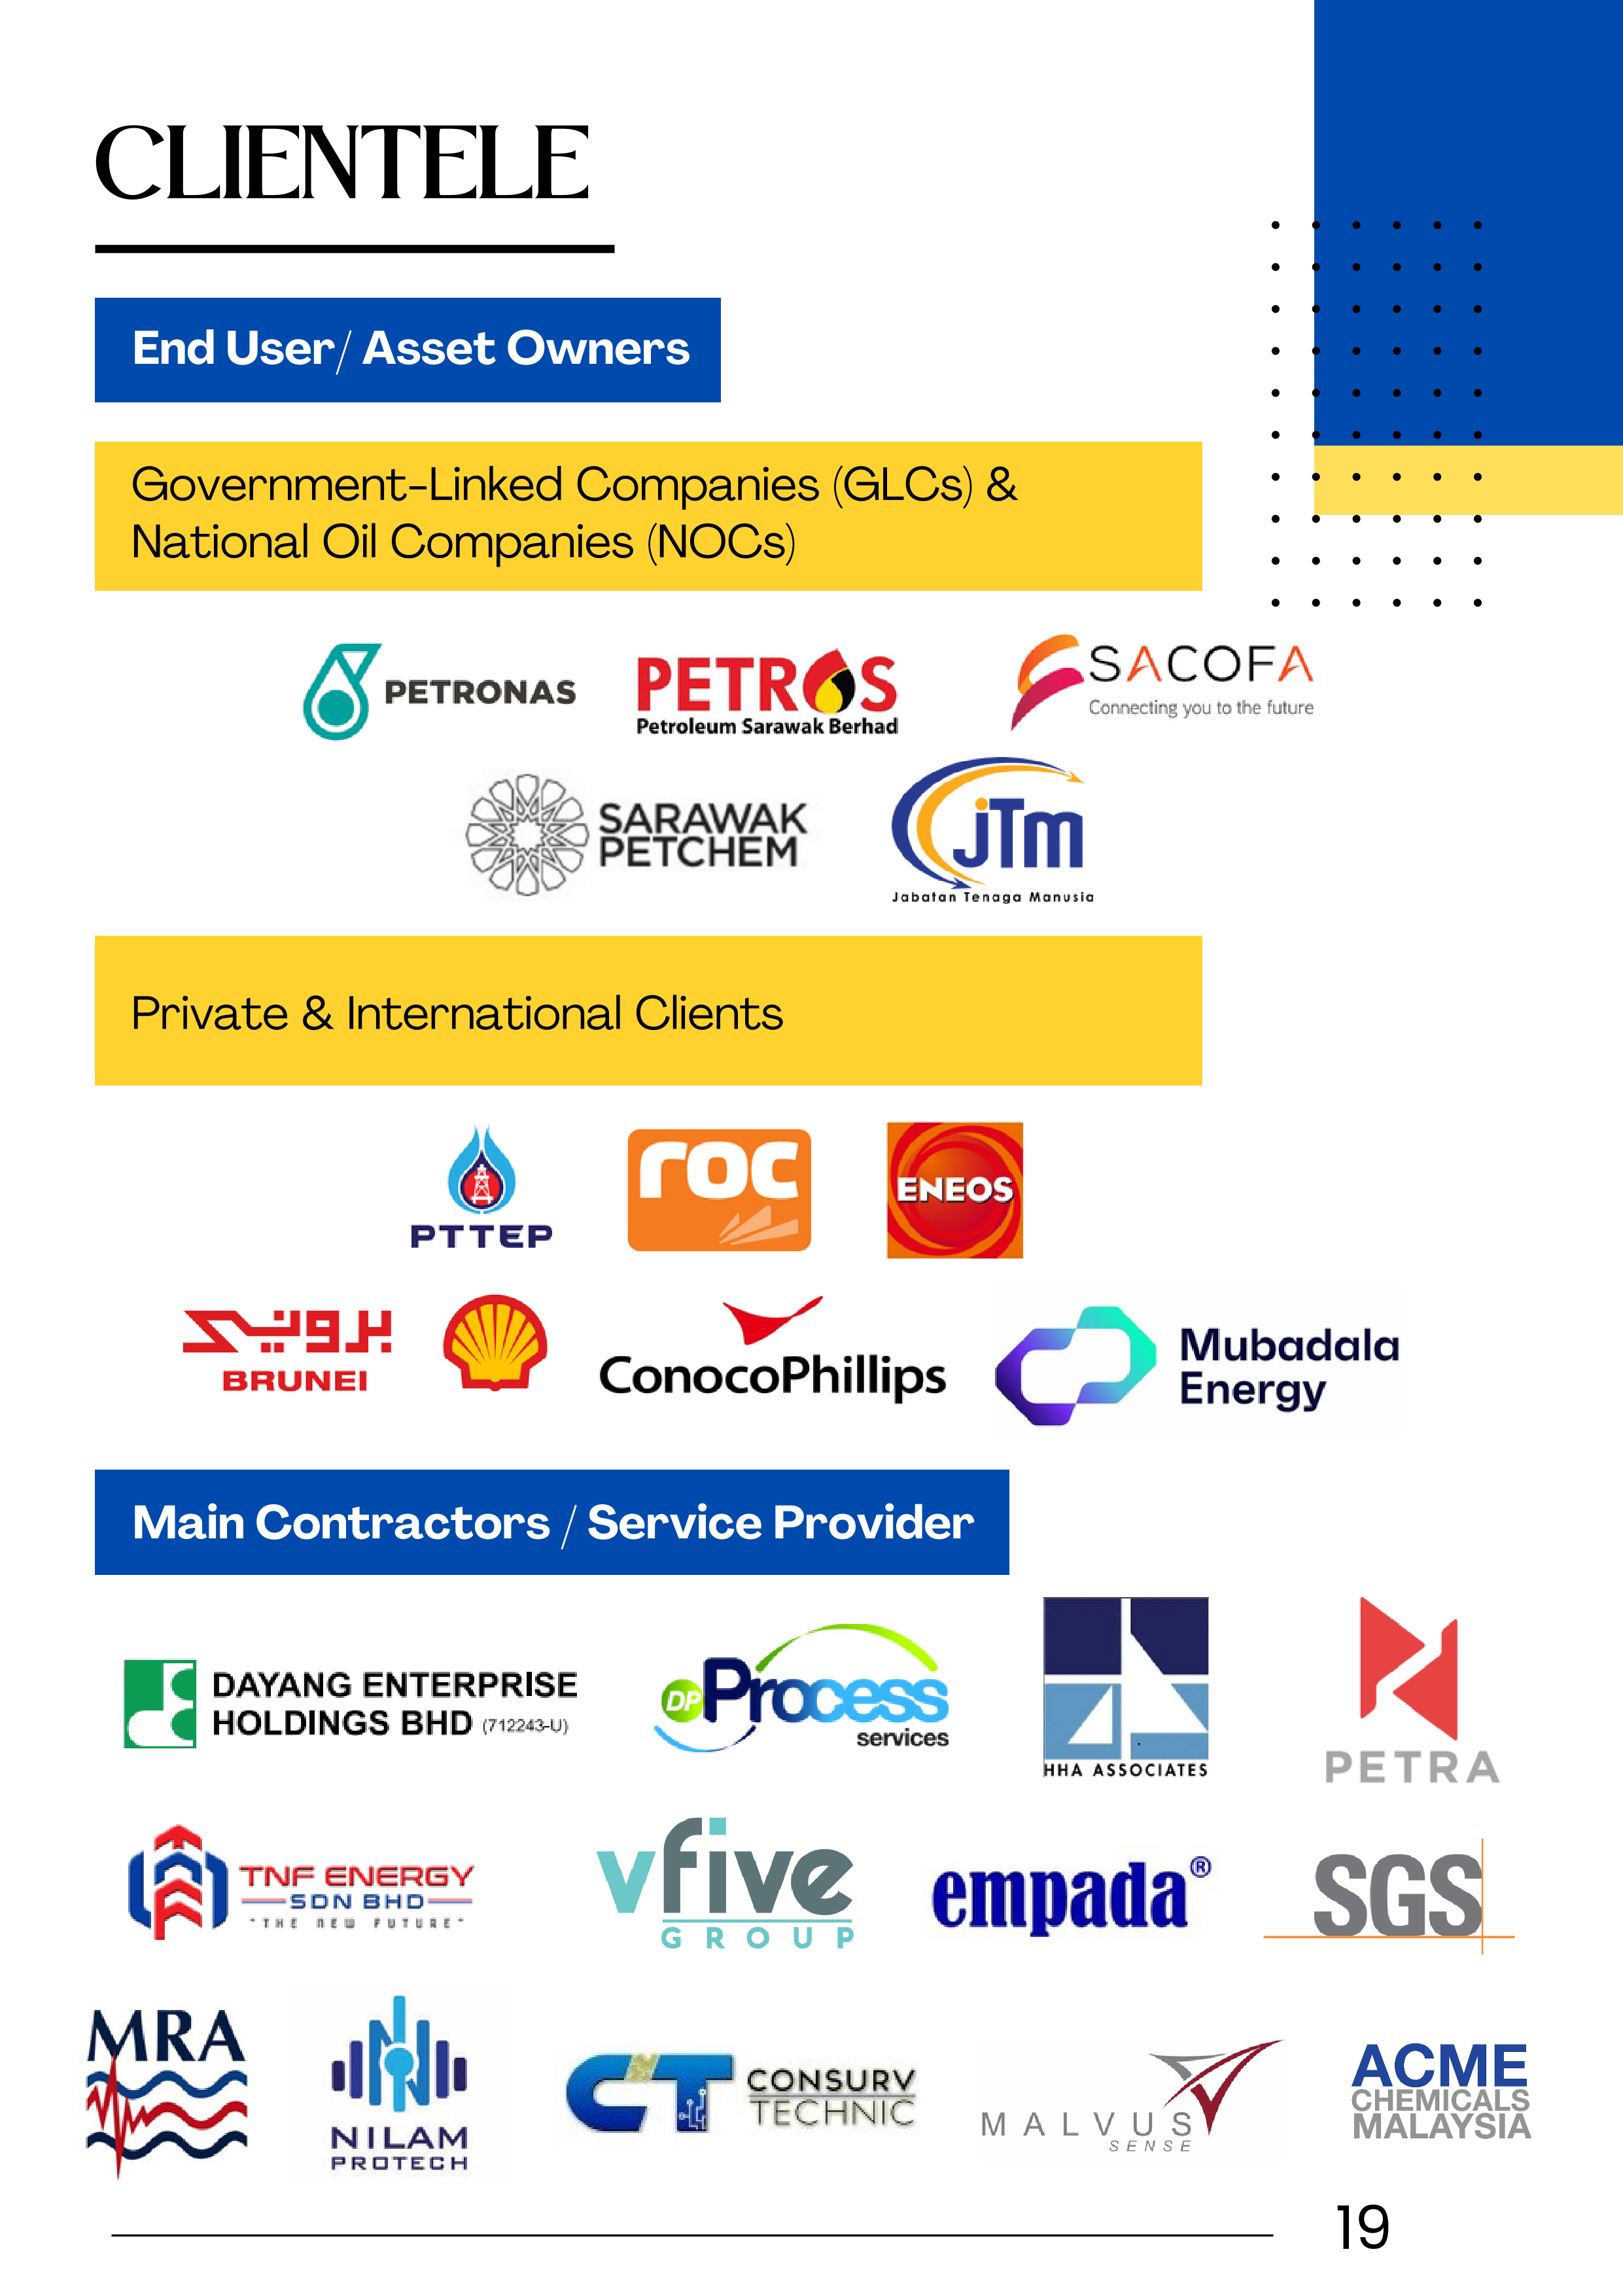 CLIENTELE
End User/ Asset Owners
Government-Linked Companies (GLCs) &
National Oil Companies (NOCs)
PETRONAS
PETROS
Petroleum Sarawak Berhad
SACOFA
Connecting you to the future
SARAWAK
PETCHEM
jTm
Jabatan Tenaga Manusia
Private & International Clients
PTTEP
roc
ENEOS
بروني
BRUNEI
ConocoPhillips
Mubadala
Energy
Main Contractors / Service Provider
DAYANG ENTERPRISE
HOLDINGS BHD (712243-U)
DP Process
services
HHA ASSOCIATES
PETRA
TNF ENERGY
SDN BHD
"THE NEW FUTURE"
vfive
GROUP
empada®
SGS
MRA
NILAM
PROTECH
CT CONSURV
TECHNIC
MALVUS
SENSE
ACME
CHEMICALS
MALAYSIA
19